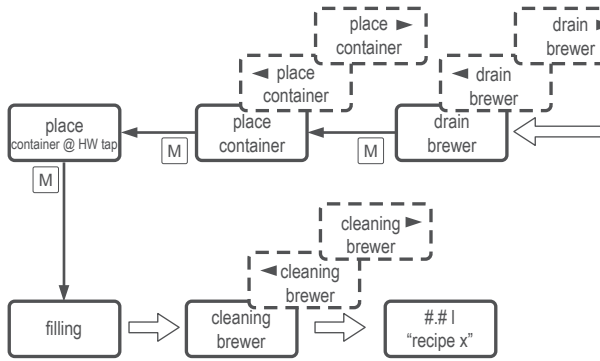 place ►
container
drain ►
brewer
◄ place
container
◄ drain
brewer
place
container @ HW tap
place
container
drain
brewer
M
M
M
cleaning ►
brewer
◄ cleaning
brewer
filling
cleaning
brewer
#.# l
“recipe x”